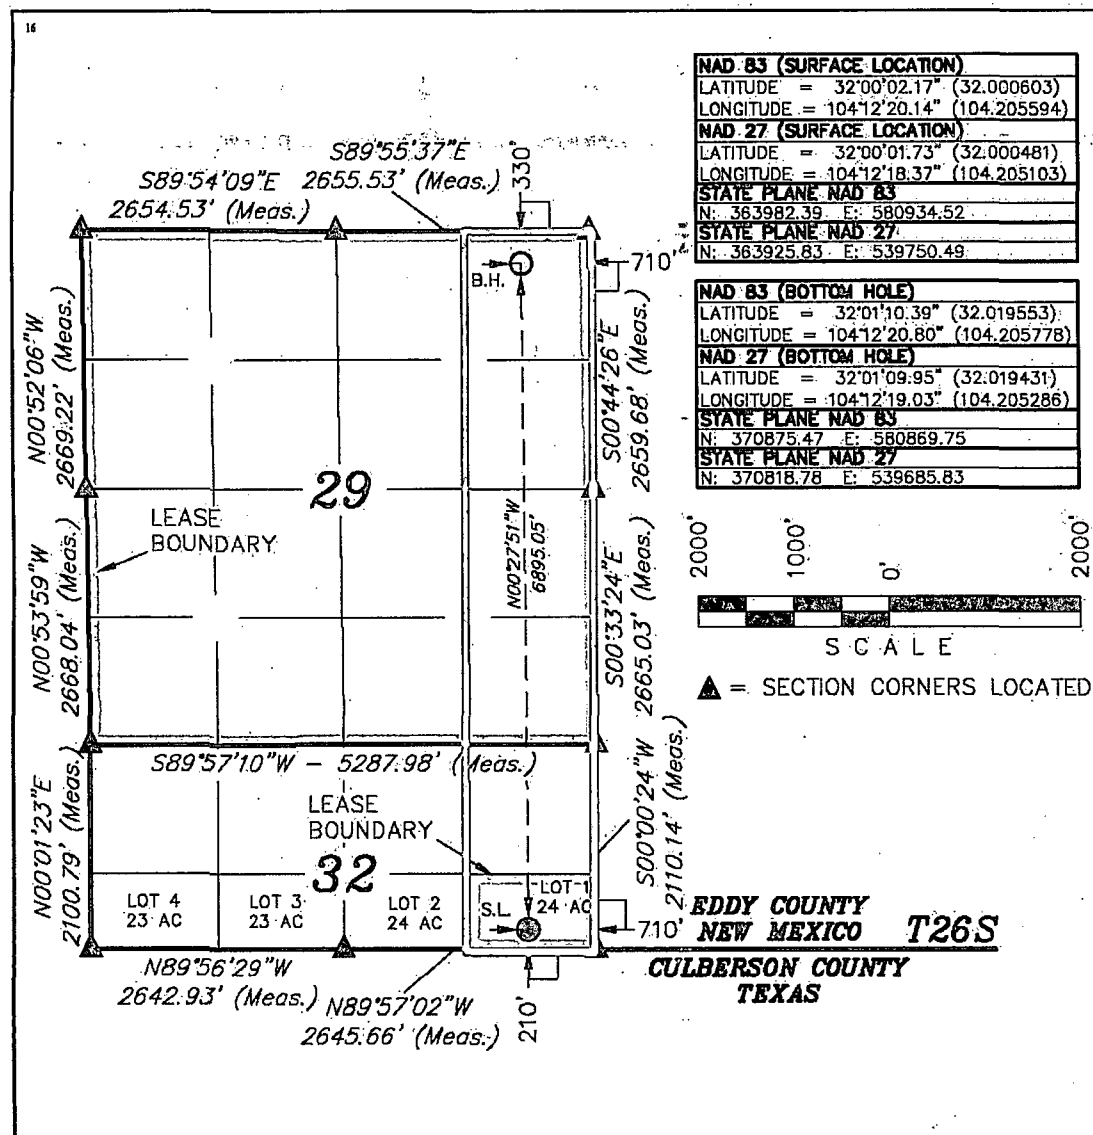 16
NAD 83 (SURFACE LOCATION)
LATITUDE = 32°00'02.17" (32.000603)
LONGITUDE = 104°12'20.14" (104.205594)
NAD 27 (SURFACE LOCATION)
LATITUDE = 32°00'01.73" (32.000481)
LONGITUDE = 104°12'18.37" (104.205103)
STATE PLANE NAD 83
N: 363982.39 E: 580934.52
STATE PLANE NAD 27
N: 363925.83 E: 539750.49
NAD 83 (BOTTOM HOLE)
LATITUDE = 32°01'10.39" (32.019553)
LONGITUDE = 104°12'20.80" (104.205778)
NAD 27 (BOTTOM HOLE)
LATITUDE = 32°01'09.95" (32.019431)
LONGITUDE = 104°12'19.03" (104.205286)
STATE PLANE NAD 83
N: 370875.47 E: 580869.75
STATE PLANE NAD 27
N: 370818.78 E: 539685.83
S89°55'37"E
2655.53' (Meas.)
S89°54'09"E
2654.53' (Meas.)
330'
B.H.
710'
N00°52'06"W
2669.22' (Meas.)
S00°44'26"E
2659.68' (Meas.)
29
LEASE
BOUNDARY
N00°27'51"W
6895.05'
N00°53'59"W
2668.04' (Meas.)
S00°33'24"E
2665.03' (Meas.)
2000'
1000'
0'
2000'
SCALE
= SECTION CORNERS LOCATED
S89°57'10"W – 5287.98' (Meas.)
LEASE
BOUNDARY
N00°01'23"E
2100.79' (Meas.)
S00°00'24"W
2110.14' (Meas.)
32
LOT 4
23 AC
LOT 3
23 AC
LOT 2
24 AC
LOT 1
24 AC
S.L.
710'
EDDY COUNTY
NEW MEXICO
T26S
CULBERSON COUNTY
TEXAS
N89°56'29"W
2642.93' (Meas.)
N89°57'02"W
2645.66' (Meas.)
210'